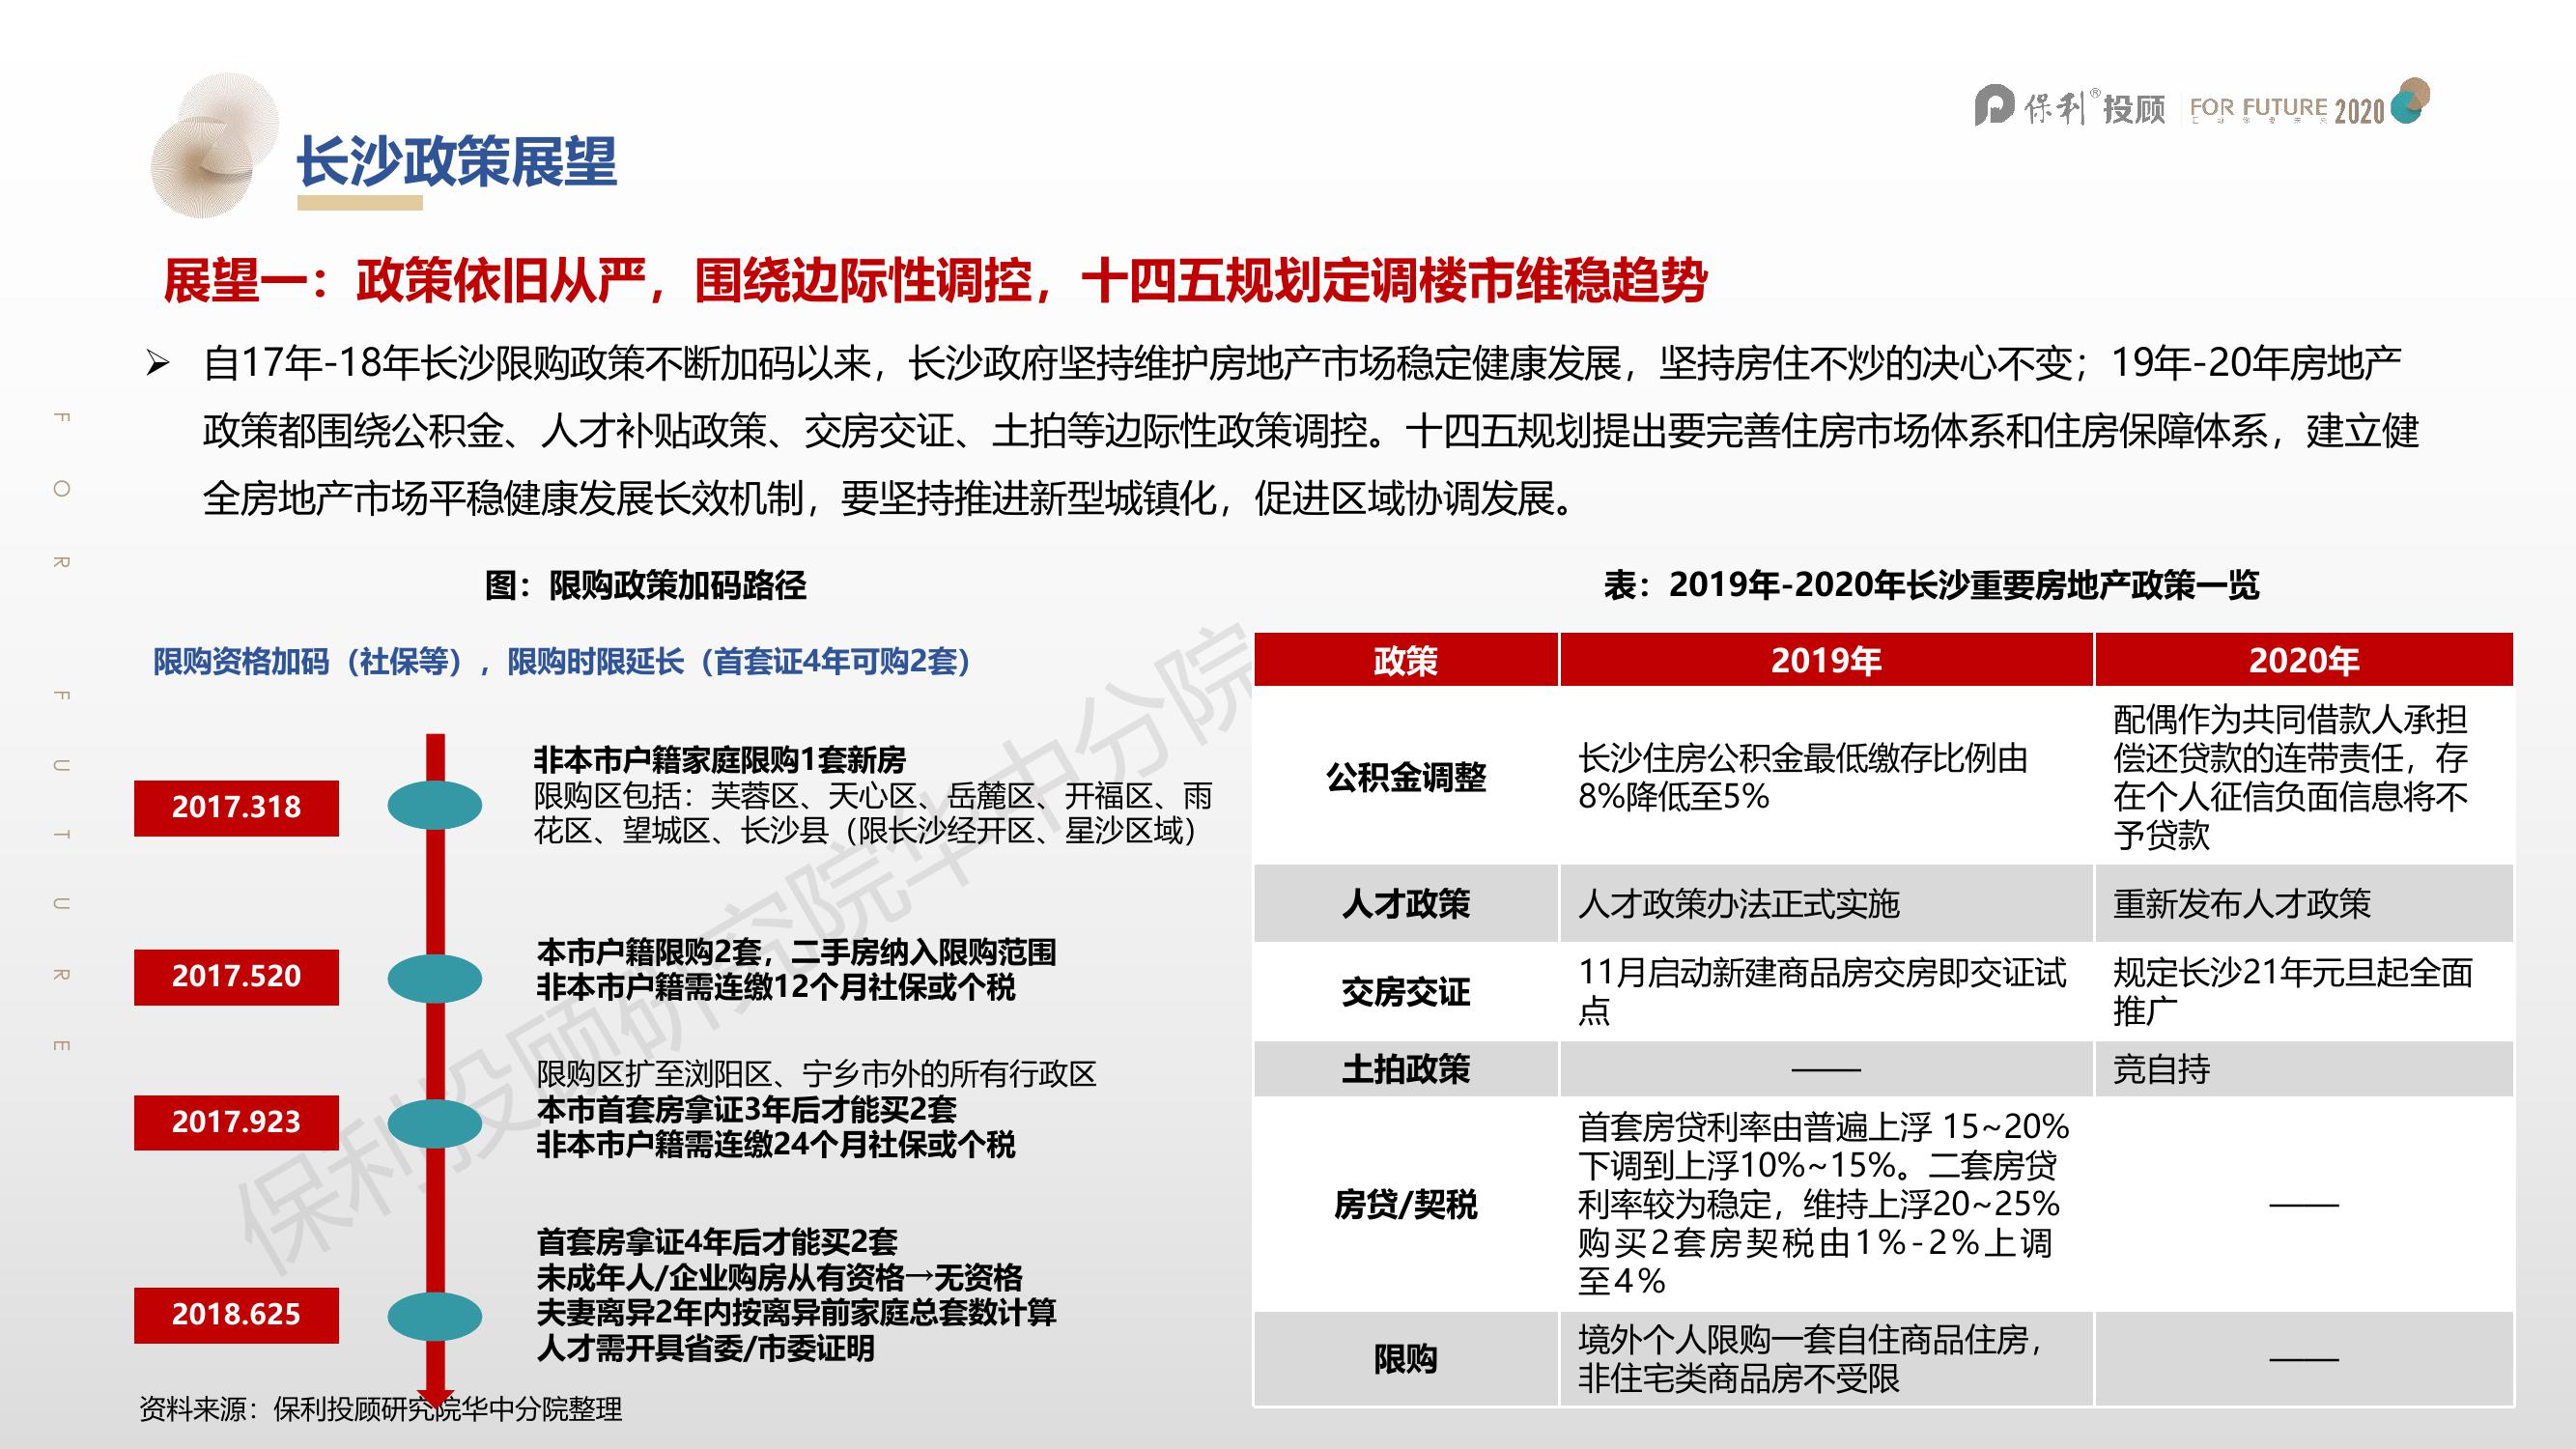 保利®投顾 FOR FUTURE 2020
长沙政策展望
展望一：政策依旧从严，围绕边际性调控，十四五规划定调楼市维稳趋势
➢ 自17年-18年长沙限购政策不断加码以来，长沙政府坚持维护房地产市场稳定健康发展，坚持房住不炒的决心不变；19年-20年房地产
政策都围绕公积金、人才补贴政策、交房交证、土拍等边际性政策调控。十四五规划提出要完善住房市场体系和住房保障体系，建立健
全房地产市场平稳健康发展长效机制，要坚持推进新型城镇化，促进区域协调发展。
FOR FUTURE
图：限购政策加码路径
限购资格加码（社保等），限购时限延长（首套证4年可购2套）
2017.318
非本市户籍家庭限购1套新房
限购区包括：芙蓉区、天心区、岳麓区、开福区、雨
花区、望城区、长沙县（限长沙经开区、星沙区域）
2017.520
本市户籍限购2套，二手房纳入限购范围
非本市户籍需连缴12个月社保或个税
2017.923
限购区扩至浏阳区、宁乡市外的所有行政区
本市首套房拿证3年后才能买2套
非本市户籍需连缴24个月社保或个税
2018.625
首套房拿证4年后才能买2套
未成年人/企业购房从有资格→无资格
夫妻离异2年内按离异前家庭总套数计算
人才需开具省委/市委证明
资料来源：保利投顾研究院华中分院整理
保利投顾研究院华中分院
表：2019年-2020年长沙重要房地产政策一览
政策 2019年 2020年
公积金调整
长沙住房公积金最低缴存比例由
8%降低至5%
配偶作为共同借款人承担
偿还贷款的连带责任，存
在个人征信负面信息将不
予贷款
人才政策 人才政策办法正式实施 重新发布人才政策
交房交证
11月启动新建商品房交房即交证试
点
规定长沙21年元旦起全面
推广
土拍政策 —— 竞自持
房贷/契税
首套房贷利率由普遍上浮 15~20%
下调到上浮10%~15%。二套房贷
利率较为稳定，维持上浮20~25%
购买2套房契税由1%-2%上调
至4%
——
限购
境外个人限购一套自住商品住房，
非住宅类商品房不受限
——